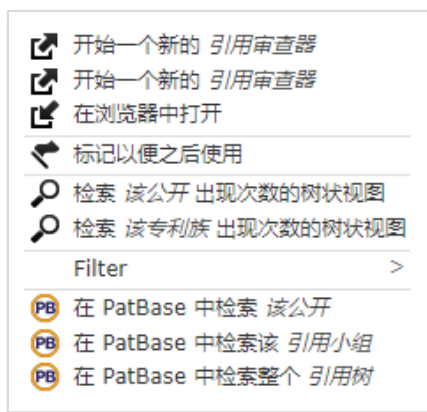 开始一个新的 引用审查器
开始一个新的 引用审查器
在浏览器中打开
标记以便之后使用
检索 该公开 出现次数的树状视图
检索 该专利族 出现次数的树状视图
Filter >
PB 在 PatBase 中检索 该公开
PB 在 PatBase 中检索该 引用小组
PB 在 PatBase 中检索整个 引用树